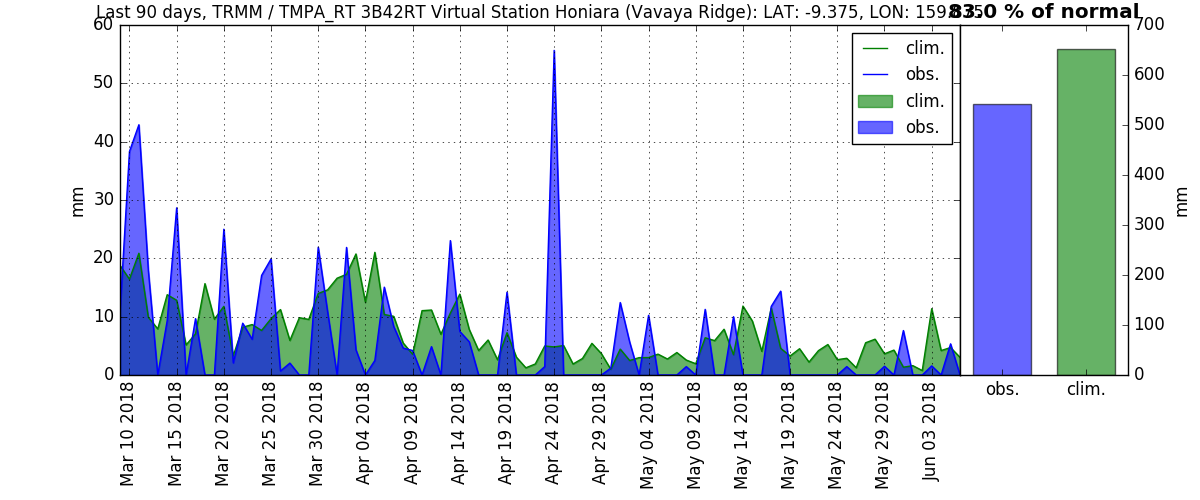 Last 90 days, TRMM / TMPA_RT 3B42RT Virtual Station Honiara (Vavaya Ridge): LAT: -9.375, LON: 159.875
83.0 % of normal
60
50
40
30
20
10
0
mm
clim.
obs.
clim.
obs.
700
600
500
400
300
200
100
0
mm
Mar 10 2018
Mar 15 2018
Mar 20 2018
Mar 25 2018
Mar 30 2018
Apr 04 2018
Apr 09 2018
Apr 14 2018
Apr 19 2018
Apr 24 2018
Apr 29 2018
May 04 2018
May 09 2018
May 14 2018
May 19 2018
May 24 2018
May 29 2018
Jun 03 2018
obs.
clim.